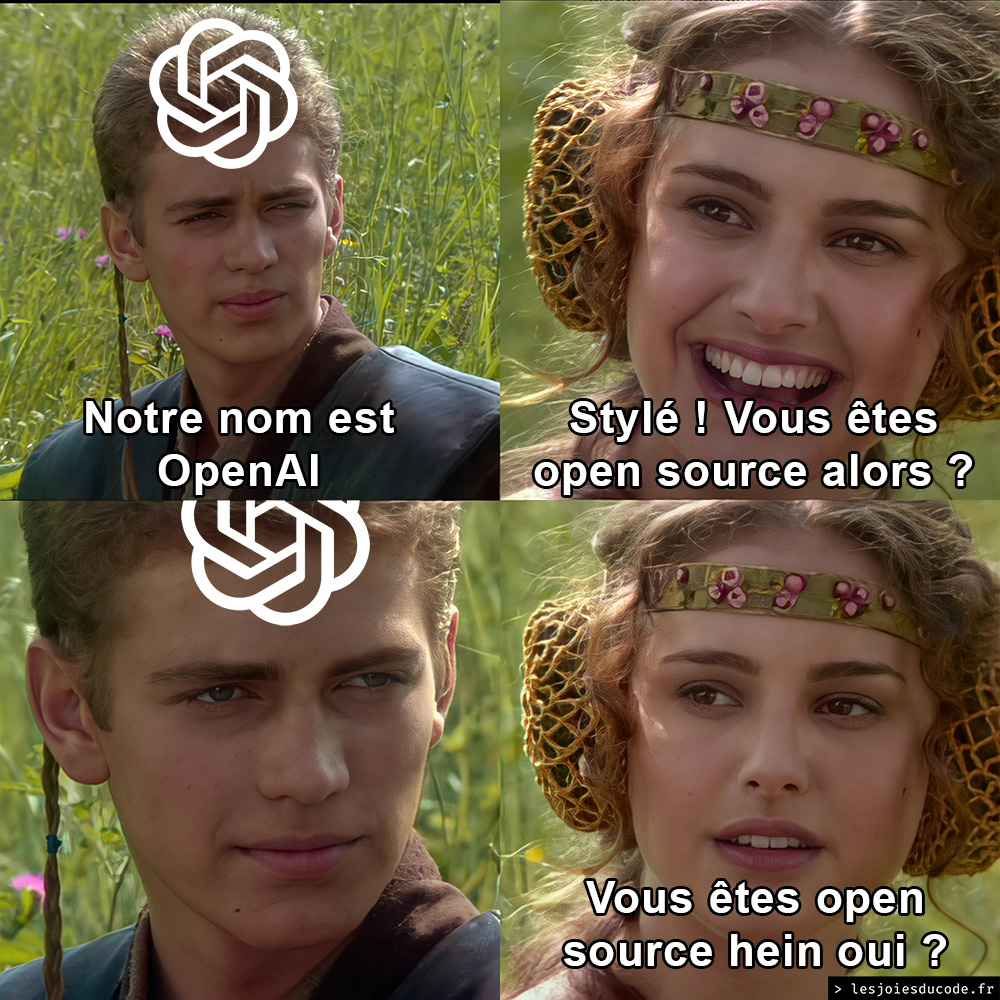 Notre nom est
OpenAI
Stylé ! Vous êtes
open source alors ?
Vous êtes open
source hein oui ?
> lesjoiesducode.fr